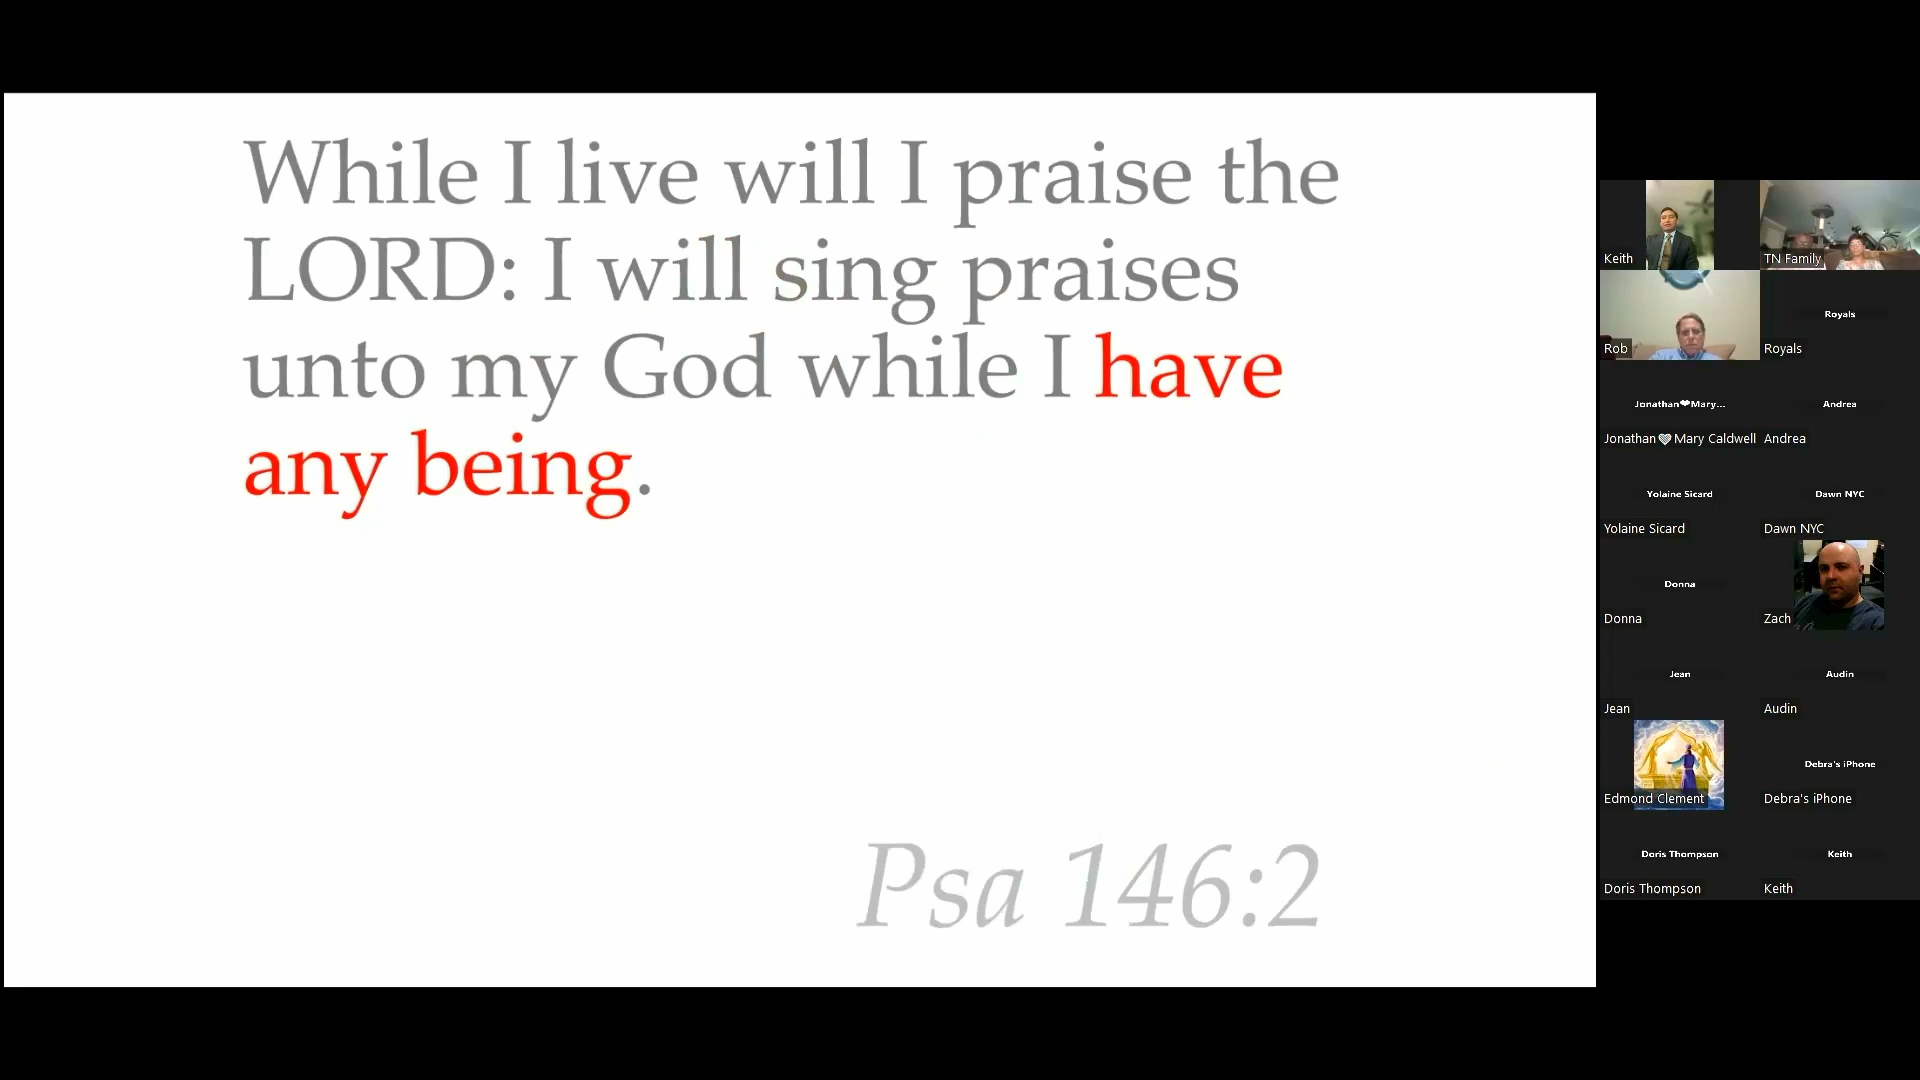 While I live will I praise the
LORD: I will sing praises
unto my God while I have
any being.
Psa 146:2
Keith
TN Family
Rob
Royals
Royals
Jonathan❤Mary...
Jonathan🤍Mary Caldwell
Andrea
Andrea
Yolaine Sicard
Yolaine Sicard
Dawn NYC
Dawn NYC
Donna
Donna
Zach
Jean
Jean
Audin
Audin
Edmond Clement
Debra's iPhone
Debra's iPhone
Doris Thompson
Doris Thompson
Keith
Keith